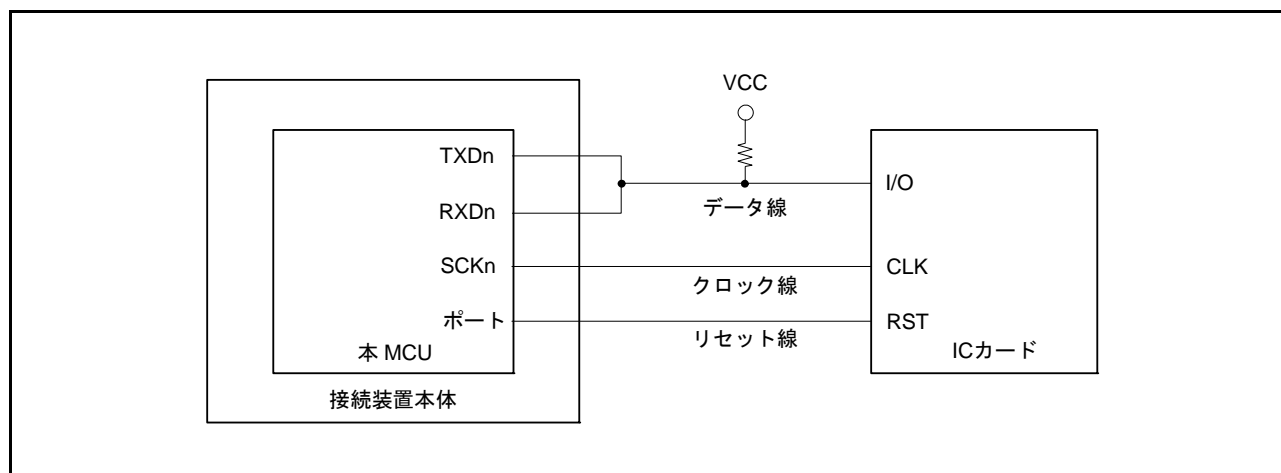 VCC
TXDn
I/O
データ線
RXDn
SCKn
CLK
クロック線
ポート
RST
リセット線
本 MCU
ICカード
接続装置本体